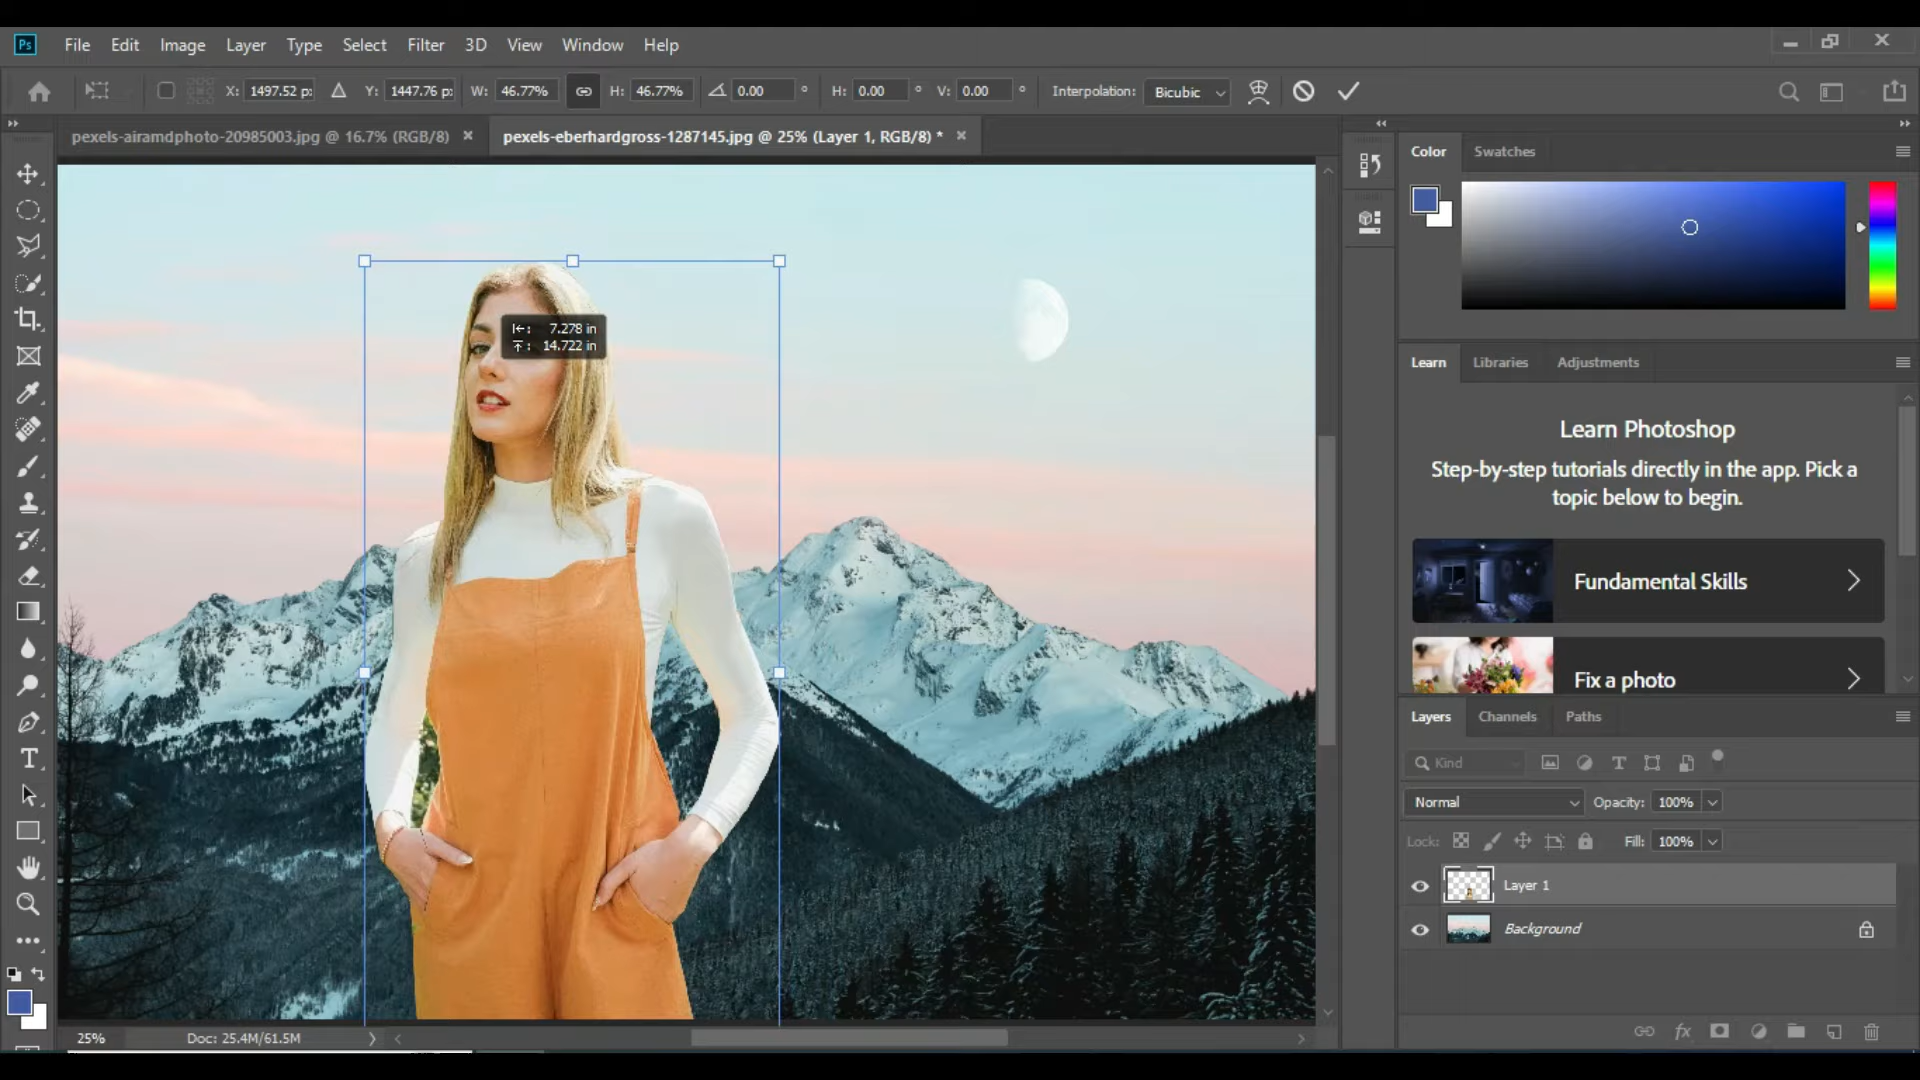 Ps File Edit Image Layer Type Select Filter 3D View Window Help
X: 1497.52 px Y: 1447.76 px W: 46.77% H: 46.77% 0.00 ° H: 0.00 ° V: 0.00 ° Interpolation: Bicubic
pexels-airamdphoto-20985003.jpg @ 16.7% (RGB/8) × pexels-eberhardgross-1287145.jpg @ 25% (Layer 1, RGB/8) * ×
Color Swatches
7.278 in
14.722 in
Learn Libraries Adjustments
Learn Photoshop
Step-by-step tutorials directly in the app. Pick a
topic below to begin.
Fundamental Skills
Fix a photo
Layers Channels Paths
Kind
Normal Opacity: 100%
Lock: Fill: 100%
Layer 1
Background
25% Doc: 25.4M/61.5M